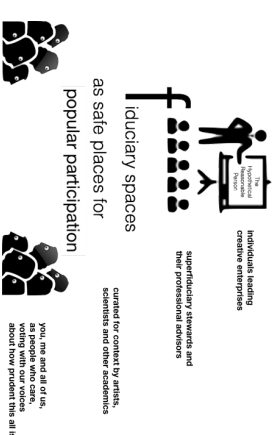 The
Hypothetical
Reasonable
Person
individuals leading
creative enterprises
superfiduciary stewards and
their professional advisors
fiduciary spaces
as safe places for
popular participation
curated for context by artists,
scientists and other academics
you, me and all of us,
as people who care,
voting with our voices
about how prudent this all is